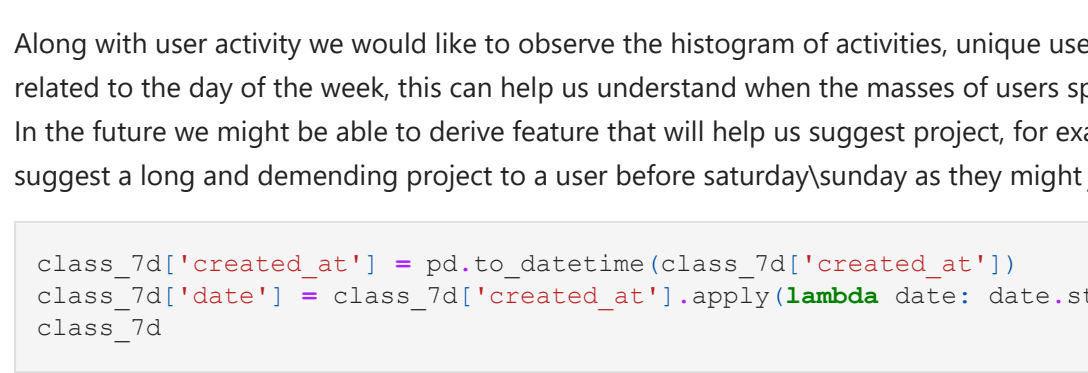 Along with user activity we would like to observe the histogram of activities, unique use
related to the day of the week, this can help us understand when the masses of users sp
In the future we might be able to derive feature that will help us suggest project, for exa
suggest a long and demending project to a user before saturday\sunday as they might
class_7d['created_at'] = pd.to_datetime(class_7d['created_at'])
class_7d['date'] = class_7d['created_at'].apply(lambda date: date.st
class_7d